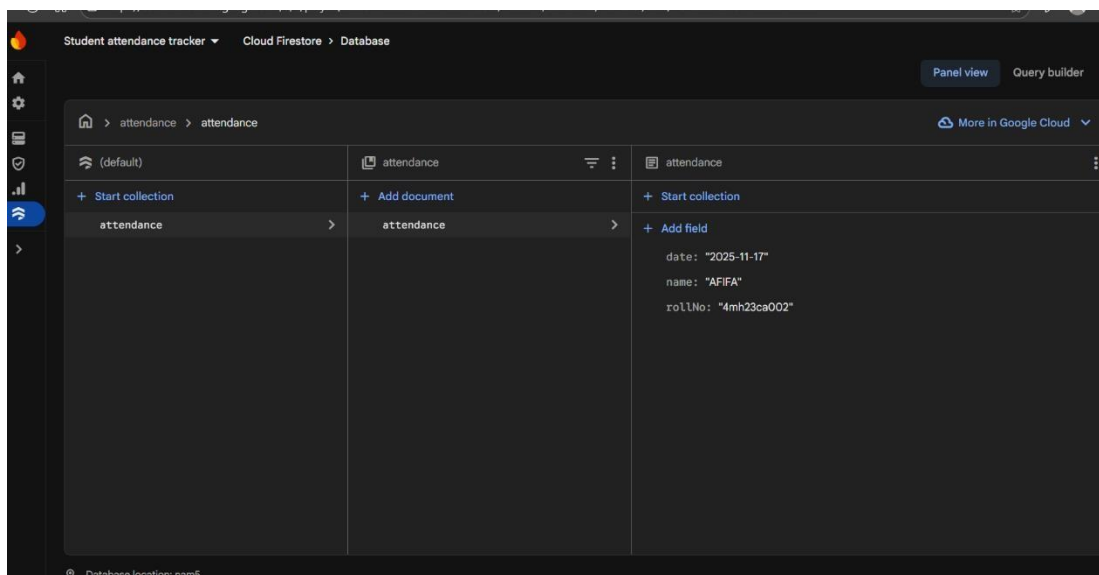 Student attendance tracker Cloud Firestore > Database
Panel view Query builder
attendance > attendance
More in Google Cloud
(default)
attendance
attendance
+ Start collection
+ Add document
+ Start collection
attendance
attendance
+ Add field
date: "2025-11-17"
name: "AFIFA"
rollNo: "4mh23ca002"
Database location: nam5